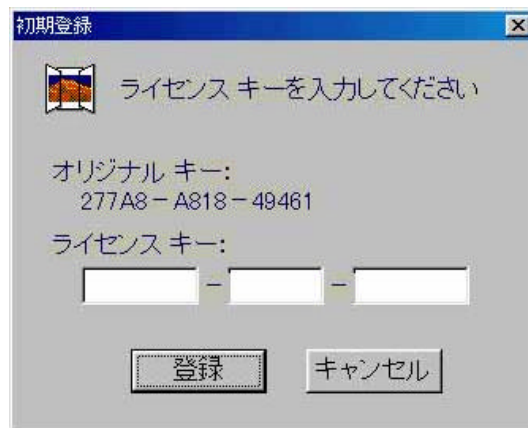 初期登録
ライセンス キーを入力してください
オリジナル キー:
277A8-A818-49461
ライセンス キー:
- -
登録 キャンセル